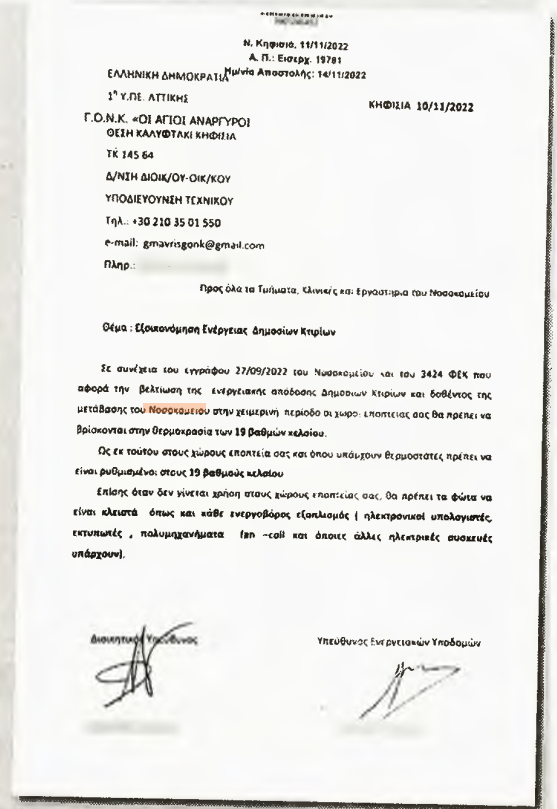 Ν. Κηφισιά, 11/11/2022
Α. Π.: Εισερχ. 19781
Ημ/νία Αποστολής: 14/11/2022
ΕΛΛΗΝΙΚΗ ΔΗΜΟΚΡΑΤΙΑ
1η Υ.ΠΕ. ΑΤΤΙΚΗΣ
ΚΗΦΙΣΙΑ 10/11/2022
Γ.Ο.Ν.Κ. «ΟΙ ΑΓΙΟΙ ΑΝΑΡΓΥΡΟΙ
ΘΕΣΗ ΚΑΛΥΦΤΑΚΙ ΚΗΦΙΣΙΑ
ΤΚ 145 64
Δ/ΝΣΗ ΔΙΟΙΚ/ΟΥ-ΟΙΚ/ΚΟΥ
ΥΠΟΔΙΕΥΟΥΝΣΗ ΤΕΧΝΙΚΟΥ
Τηλ.: +30 210 35 01 550
e-mail: gmavrisgonk@gmail.com
Πληρ.:
Προς όλα τα Τμήματα, Κλινικές και Εργαστήρια του Νοσοκομείου
Θέμα : Εξοικονόμηση Ενέργειας Δημοσίων Κτιρίων
Σε συνέχεια του εγγράφου 27/09/2022 του Νοσοκομείου και του 3424 ΦΕΚ που
αφορά την βελτίωση της ενεργειακής απόδοσης Δημοσιων Κτιρίων και δοθέντος της
μετάβασης του Νοσοκομείου στην χειμερινή περίοδο οι χώροι εποπτείας σας θα πρέπει να
βρίσκονται στην θερμοκρασία των 19 βαθμών κελσίου.
Ως εκ τούτου στους χώρους εποπτεία σας και όπου υπάρχουν θερμοστάτες πρέπει να
είναι ρυθμισμένοι στους 19 βαθμούς κελσίου
Επίσης όταν δεν γίνεται χρήση στους χώρους εποπτείας σας, θα πρέπει τα φώτα να
είναι κλειστά όπως και κάθε ενεργοβόρος εξοπλισμός ( ηλεκτρονικοί υπολογιστές,
εκτυπωτές , πολυμηχανήματα fan -coil και όποιες άλλες ηλεκτρικές συσκευές
υπάρχουν).
Διοικητικός Υπεύθυνος
Υπεύθυνος Ενεργειακών Υποδομών